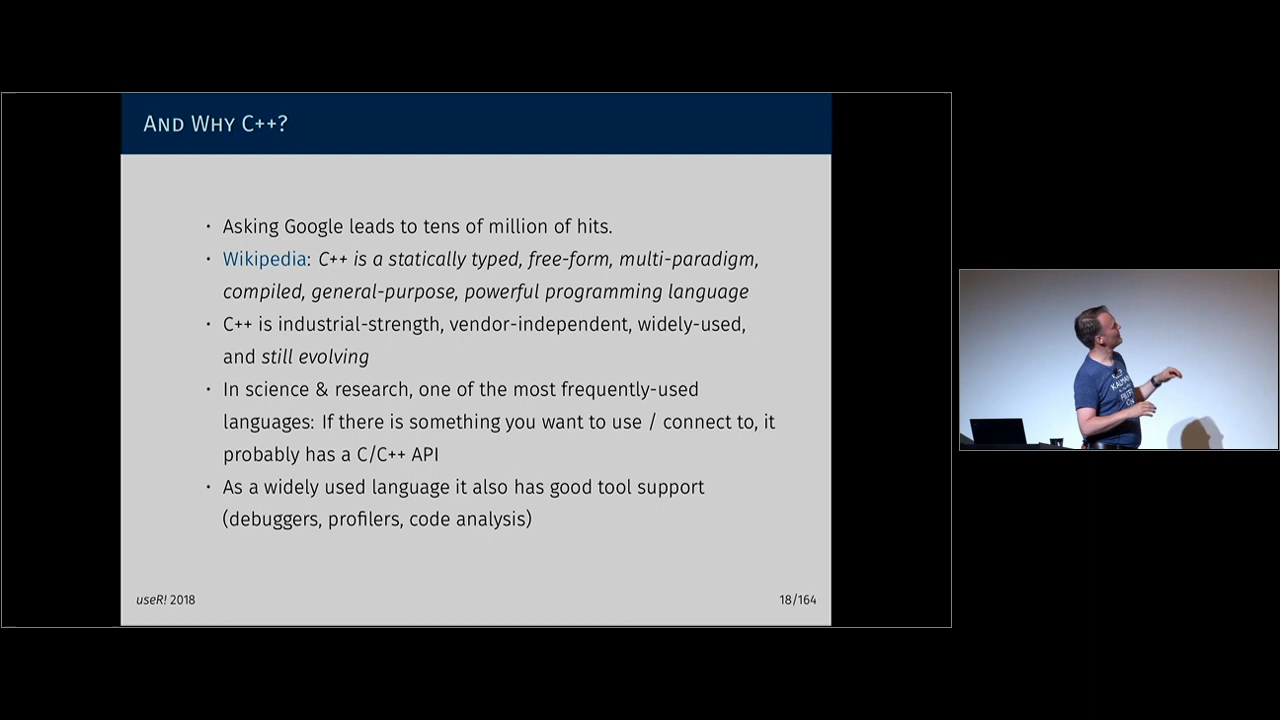 And Why C++?
• Asking Google leads to tens of million of hits.
• Wikipedia: C++ is a statically typed, free-form, multi-paradigm,
compiled, general-purpose, powerful programming language
• C++ is industrial-strength, vendor-independent, widely-used,
and still evolving
• In science & research, one of the most frequently-used
languages: If there is something you want to use / connect to, it
probably has a C/C++ API
• As a widely used language it also has good tool support
(debuggers, profilers, code analysis)
useR! 2018
18/164